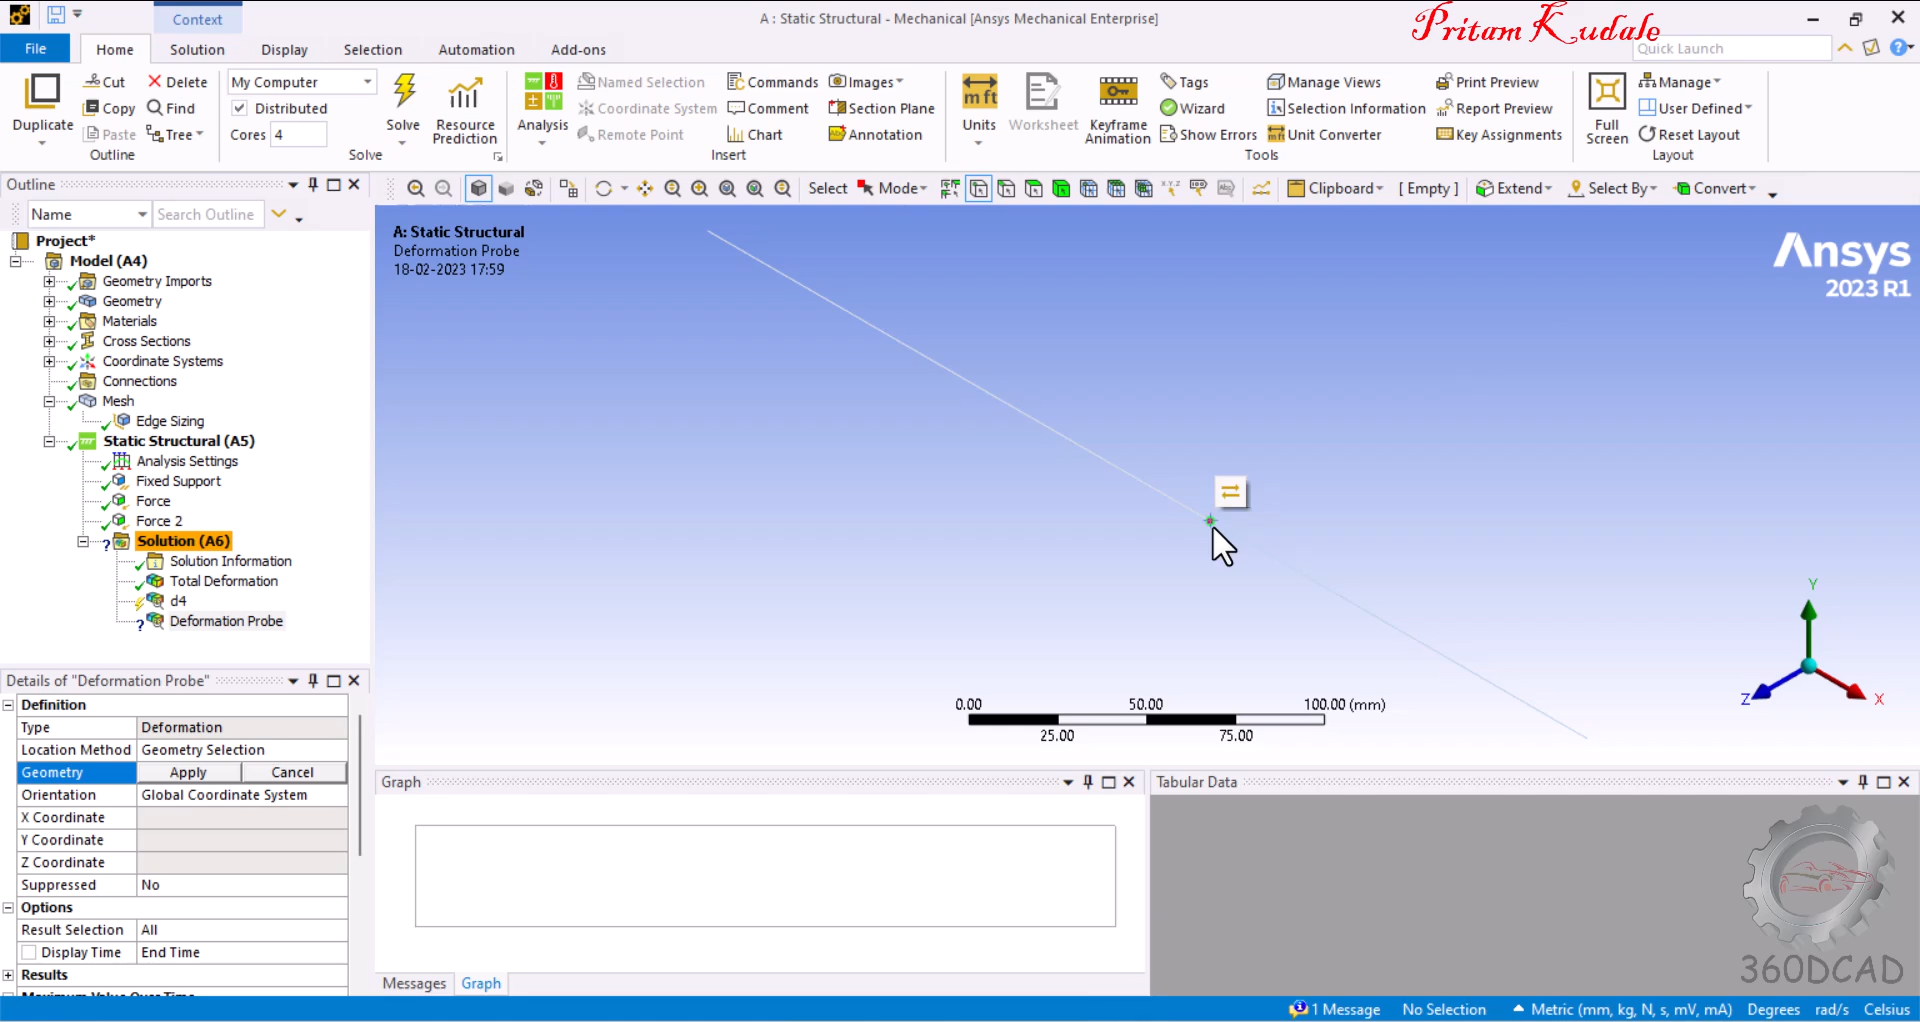 Context
A : Static Structural - Mechanical [Ansys Mechanical Enterprise]
Pritam Kudale
File Home Solution Display Selection Automation Add-ons
Quick Launch
Duplicate
Cut Delete
Copy Find
Paste Tree
Outline
My Computer
Distributed
Cores 4
Solve
Resource Prediction
Solve
Analysis
Named Selection Commands Images
Coordinate System Comment Section Plane
Remote Point Chart Annotation
Insert
Units
Worksheet
Keyframe Animation
Tags Manage Views Print Preview
Wizard Selection Information Report Preview
Show Errors Unit Converter Key Assignments
Tools
Full Screen
Manage
User Defined
Reset Layout
Layout
Outline
Name Search Outline
Select Mode Clipboard [ Empty ] Extend Select By Convert
Project*
Model (A4)
Geometry Imports
Geometry
Materials
Cross Sections
Coordinate Systems
Connections
Mesh
Edge Sizing
Static Structural (A5)
Analysis Settings
Fixed Support
Force
Force 2
Solution (A6)
Solution Information
Total Deformation
d4
Deformation Probe
A: Static Structural
Deformation Probe
18-02-2023 17:59
Ansys
2023 R1
0.00 50.00 100.00 (mm)
25.00 75.00
Y
Z X
Details of "Deformation Probe"
Definition
Type Deformation
Location Method Geometry Selection
Geometry Apply Cancel
Orientation Global Coordinate System
X Coordinate
Y Coordinate
Z Coordinate
Suppressed No
Options
Result Selection All
Display Time End Time
Results
Maximum Value Over Time
Graph
Tabular Data
Messages Graph
360DCAD
1 Message No Selection Metric (mm, kg, N, s, mV, mA) Degrees rad/s Celsius